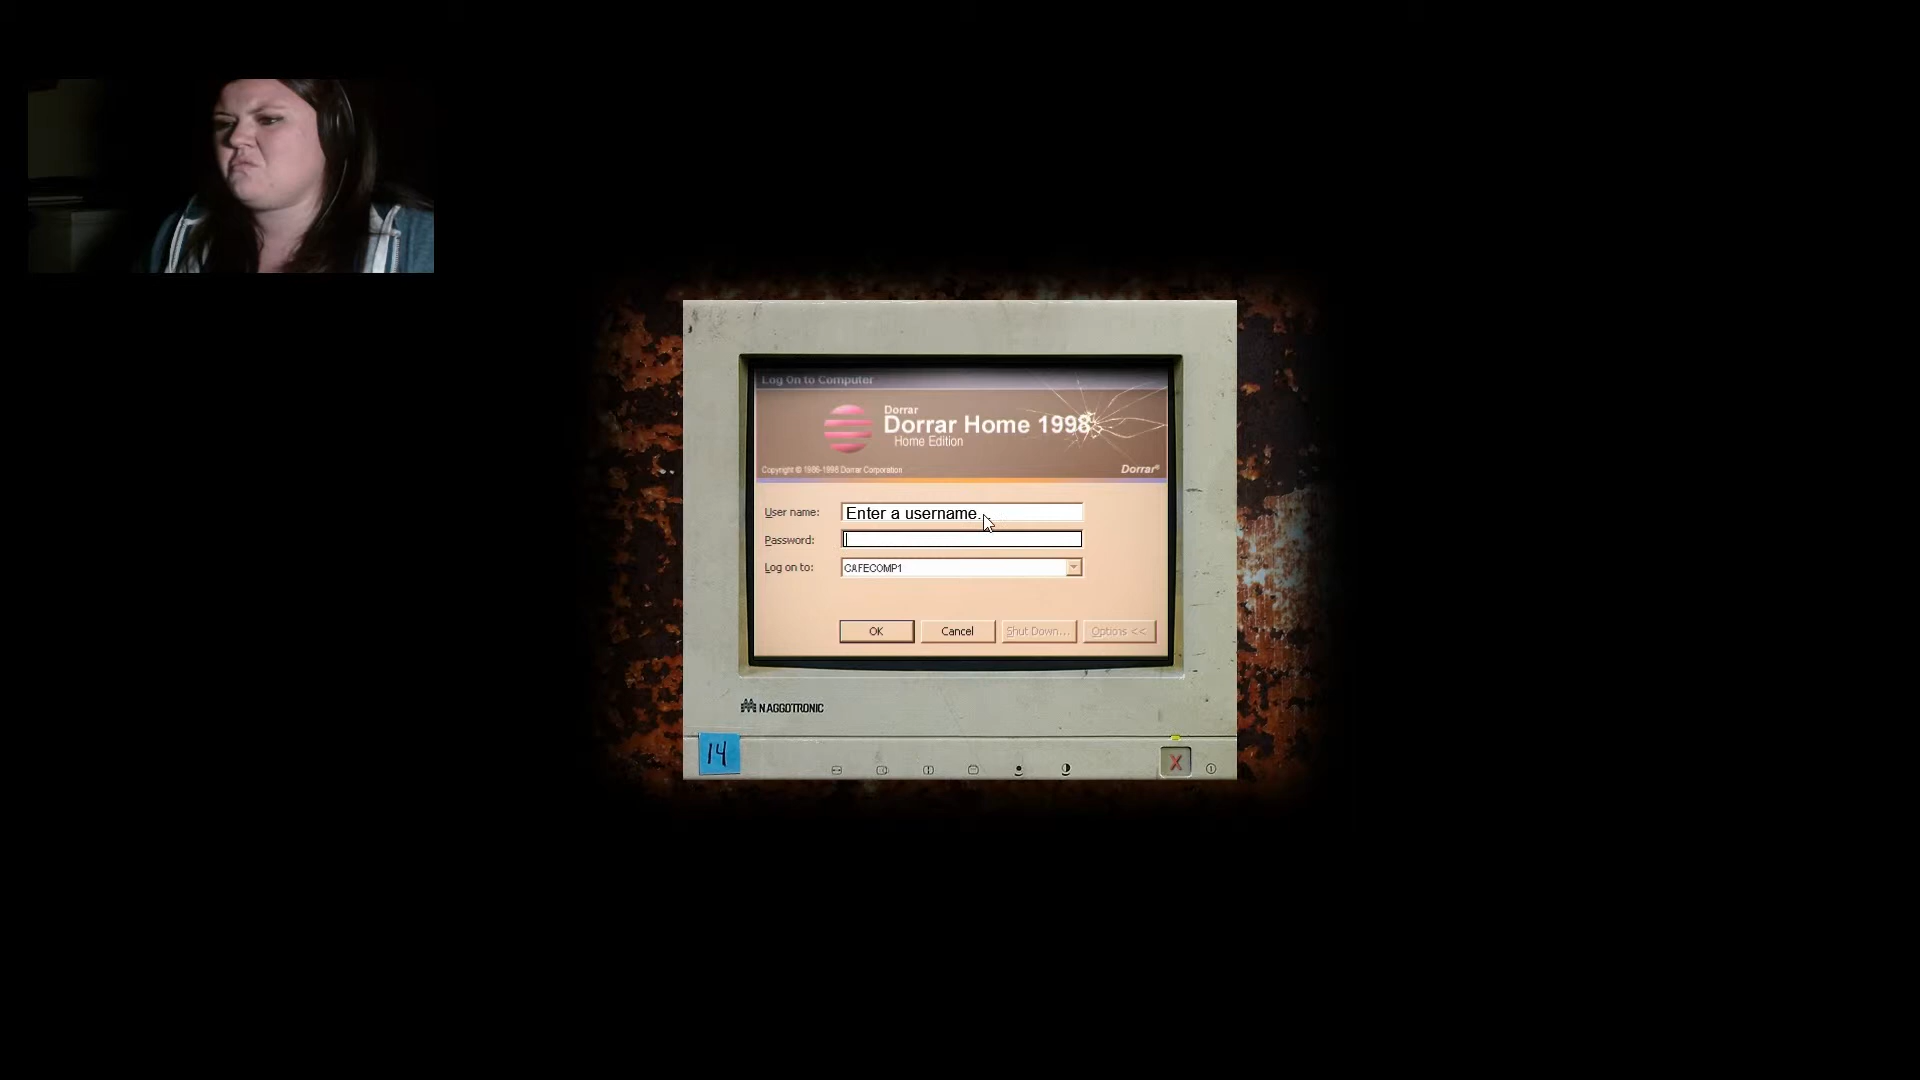 Log On to Computer
Dorrar
Dorrar Home 1998
Home Edition
Copyright © 1986-1998 Dorrar Corporation
Dorrar®
User name: Enter a username..
Password:
Log on to: CAFECOMP1
OK Cancel Shut Down... Options <<
NAGGOTRONIC
14
X